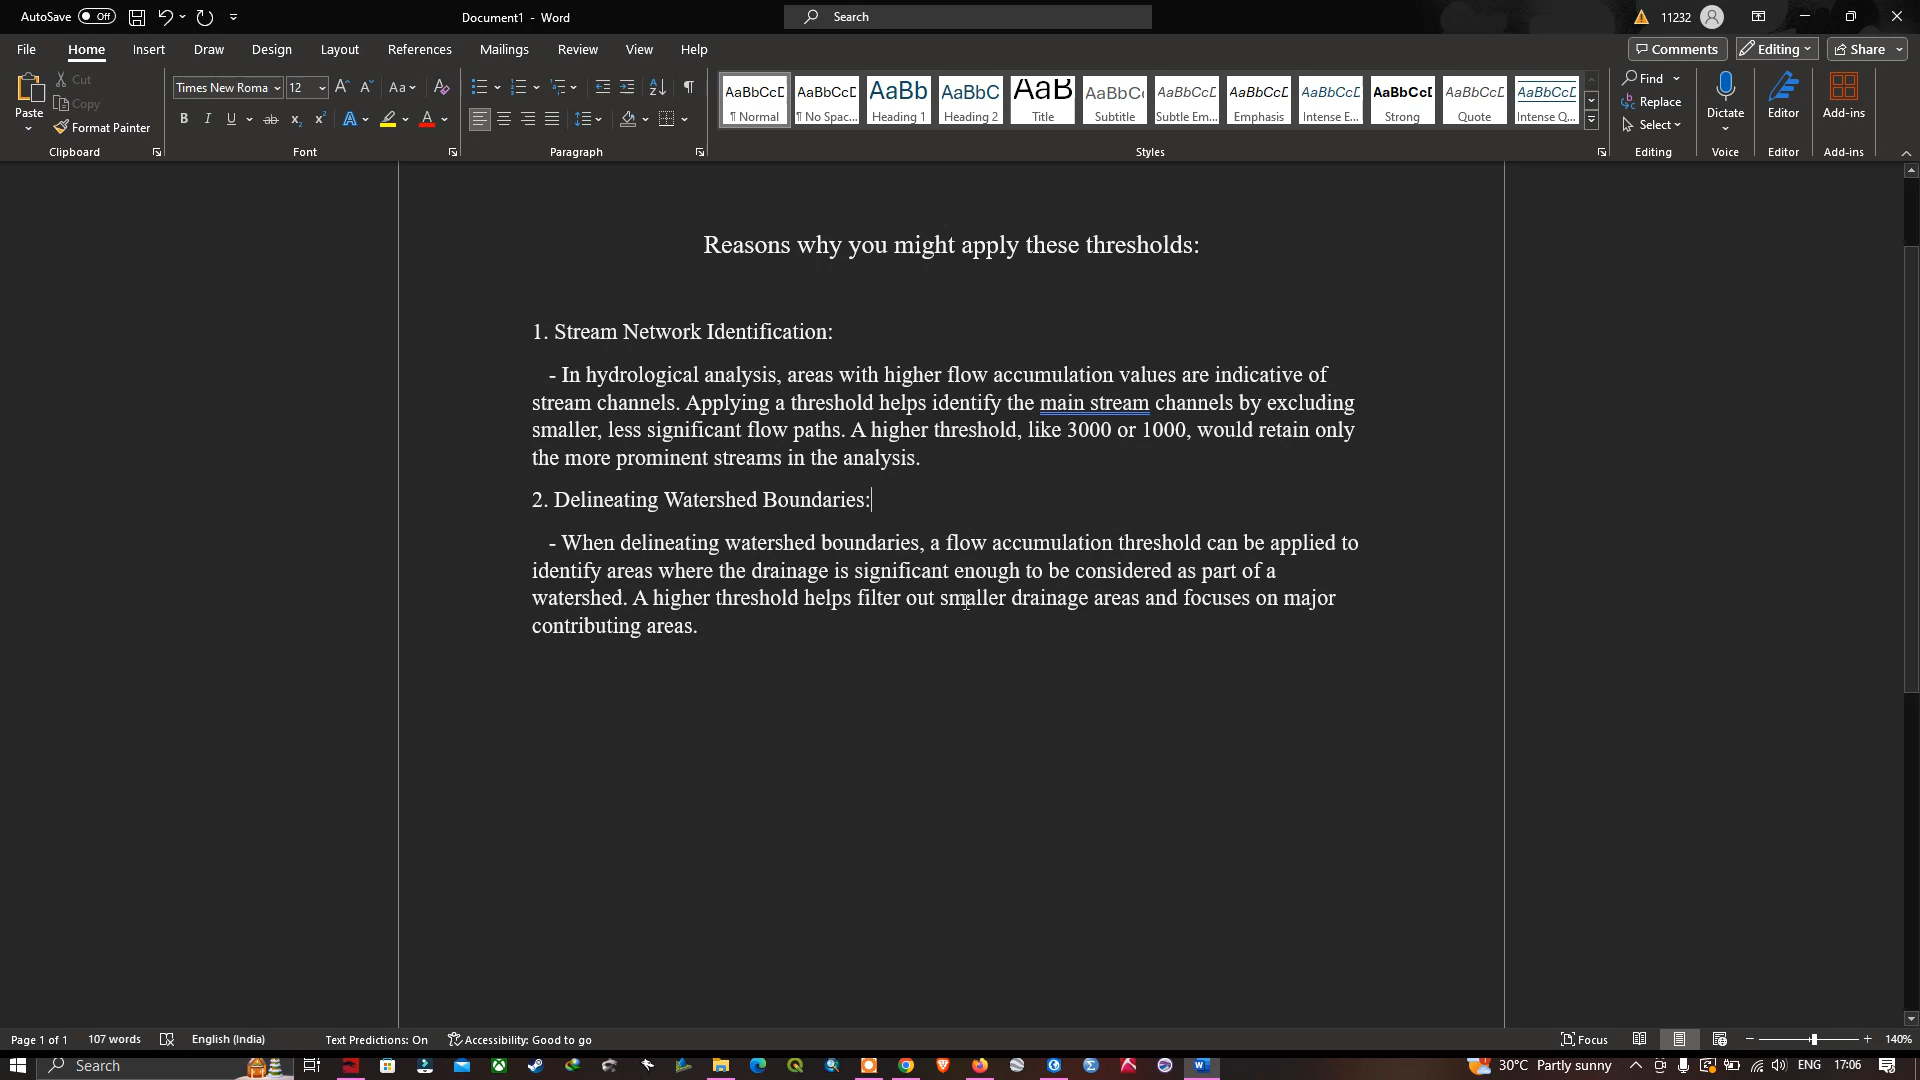 AutoSave Off
Document1 - Word
Search
11232
File Home Insert Draw Design Layout References Mailings Review View Help
Comments Editing Share
Paste
Cut
Copy
Format Painter
Clipboard
Times New Roma 12
Font
Paragraph
AaBbCcD AaBbCcD AaBb AaBbC AaB AaBbC AaBbCcD AaBbCcD AaBbCcD AaBbCcD AaBbCcD AaBbCcD
¶ Normal ¶ No Spac... Heading 1 Heading 2 Title Subtitle Subtle Em... Emphasis Intense E... Strong Quote Intense Q...
Styles
Find
Replace
Select
Editing
Dictate
Voice
Editor
Editor
Add-ins
Add-ins
Reasons why you might apply these thresholds:
1. Stream Network Identification:
- In hydrological analysis, areas with higher flow accumulation values are indicative of
stream channels. Applying a threshold helps identify the main stream channels by excluding
smaller, less significant flow paths. A higher threshold, like 3000 or 1000, would retain only
the more prominent streams in the analysis.
2. Delineating Watershed Boundaries:
- When delineating watershed boundaries, a flow accumulation threshold can be applied to
identify areas where the drainage is significant enough to be considered as part of a
watershed. A higher threshold helps filter out smaller drainage areas and focuses on major
contributing areas.
Page 1 of 1 107 words English (India) Text Predictions: On Accessibility: Good to go
Focus 140%
Search
30°C Partly sunny ENG 17:06